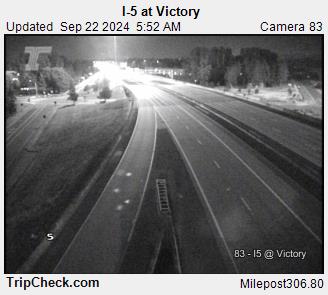 I-5 at Victory
Updated Sep 22 2024 5:52 AM Camera 83
S
83 - I5 @ Victory
TripCheck.com Milepost306.80